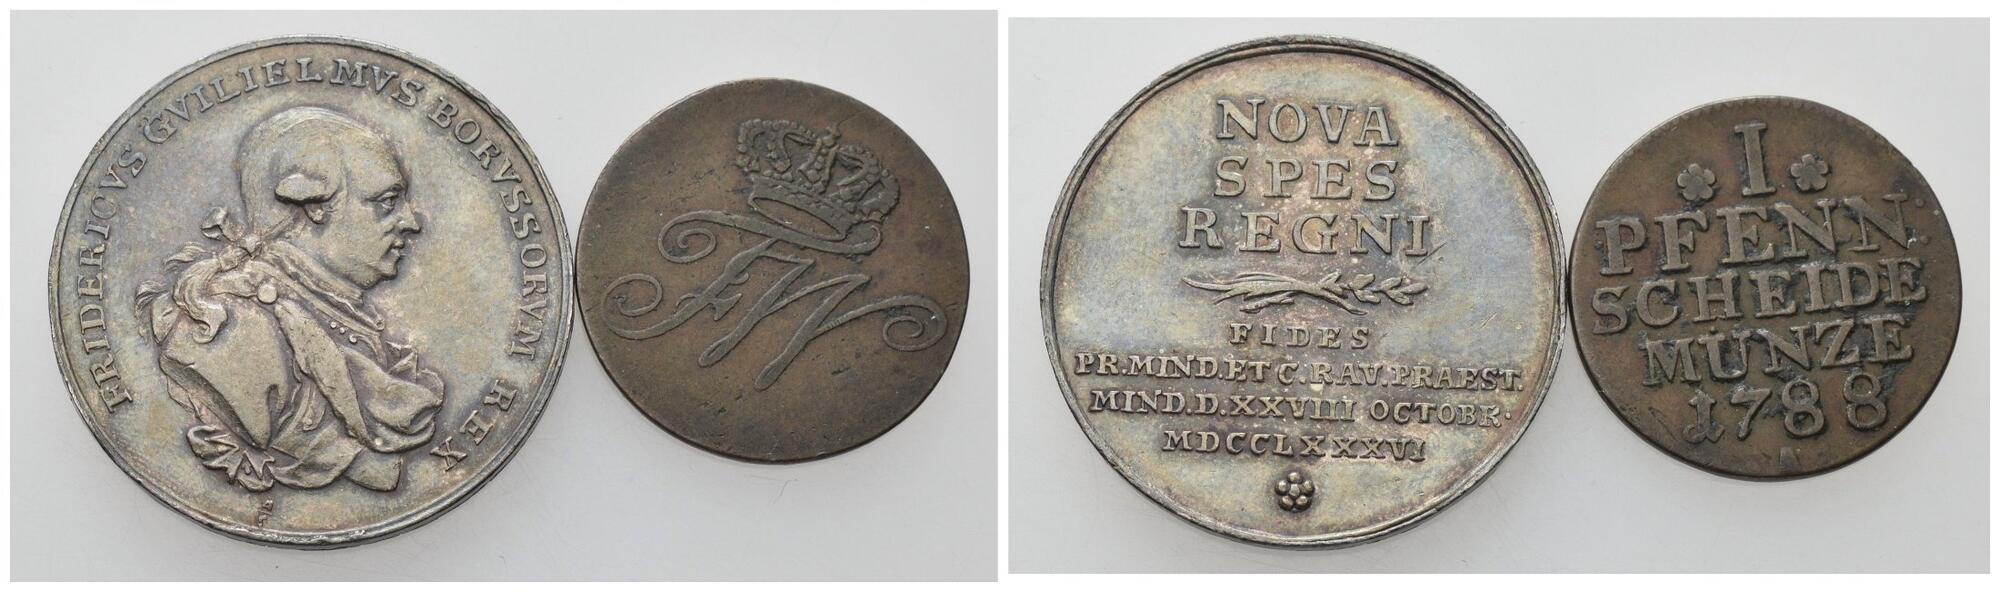 FRIDERICVS GVILIELMVS BORVSSORVM REX
FW
NOVA
SPES
REGNI
FIDES
PR.MIND.ET C.RAV.PRAEST.
MIND.D.XXVIII OCTOBR.
MDCCLXXXVI
I
PFENN:
SCHEIDE
MUNZE
1788
A